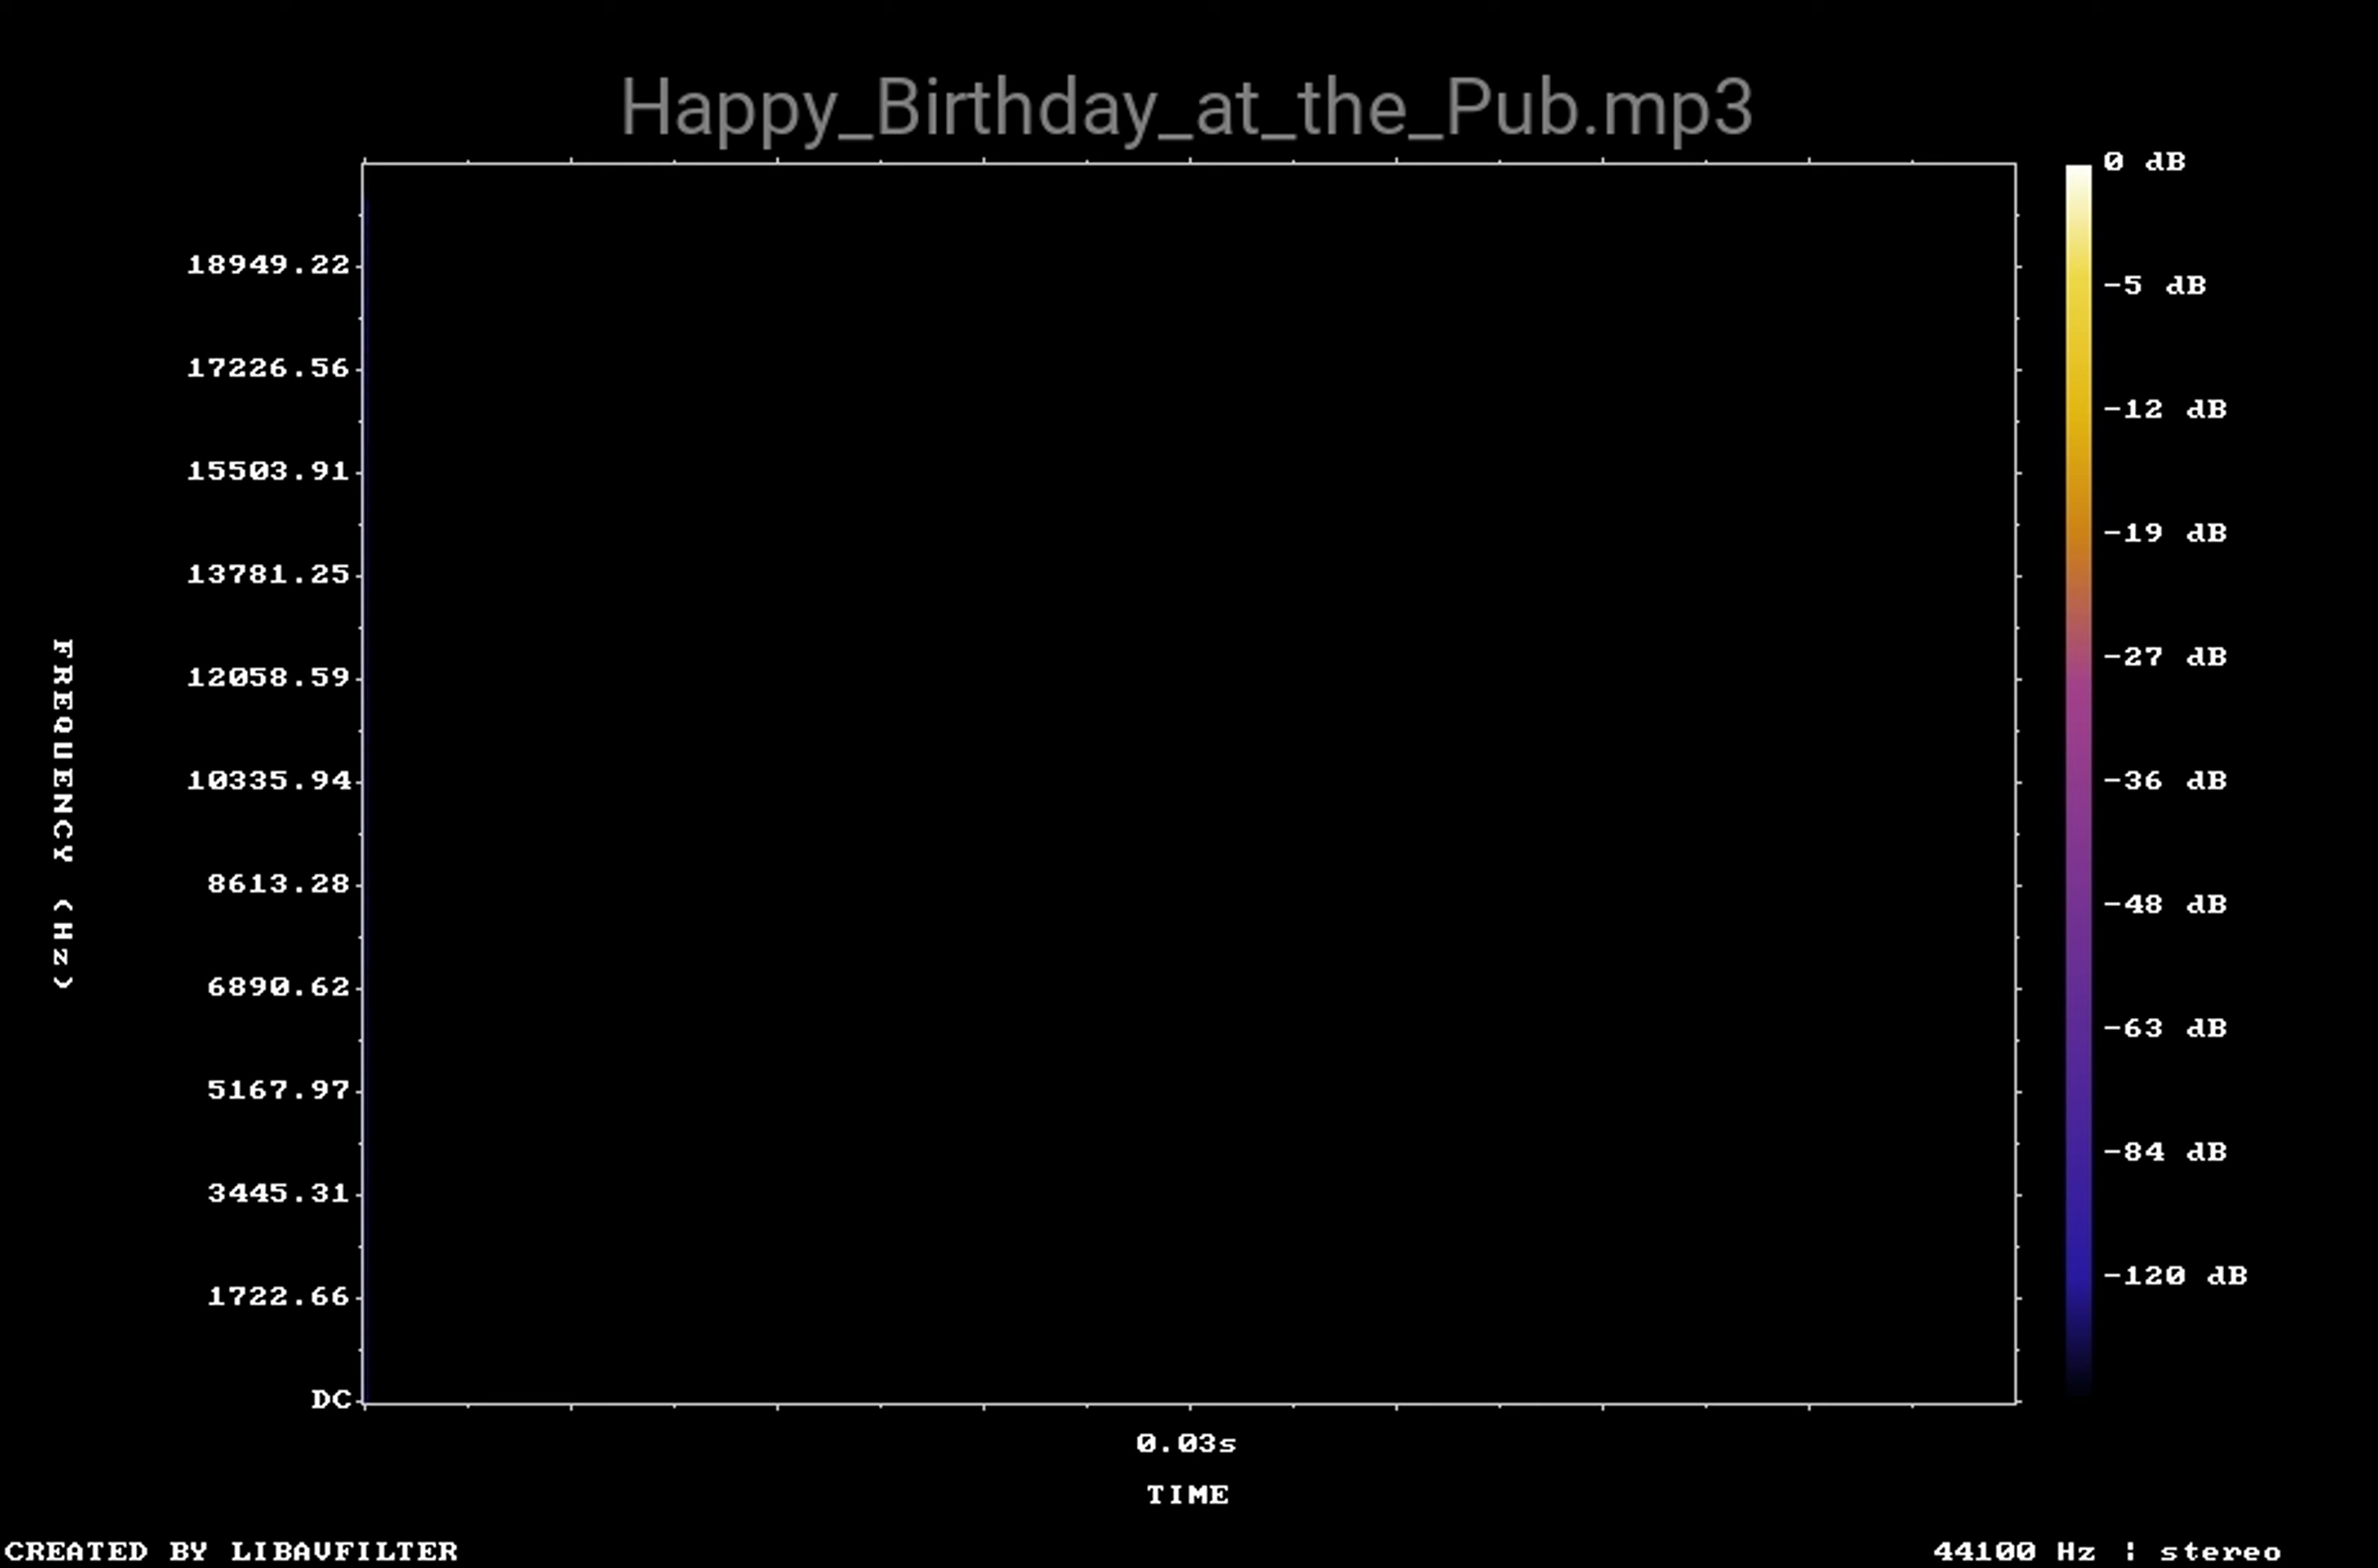 Happy_Birthday_at_the_Pub.mp3
0 dB
18949.22
-5 dB
17226.56
-12 dB
15503.91
-19 dB
13781.25
-27 dB
12058.59
FREQUENCY (Hz)
10335.94
-36 dB
8613.28
-48 dB
6890.62
-63 dB
5167.97
-84 dB
3445.31
-120 dB
1722.66
DC
0.03s
TIME
CREATED BY LIBAVFILTER
44100 Hz | stereo